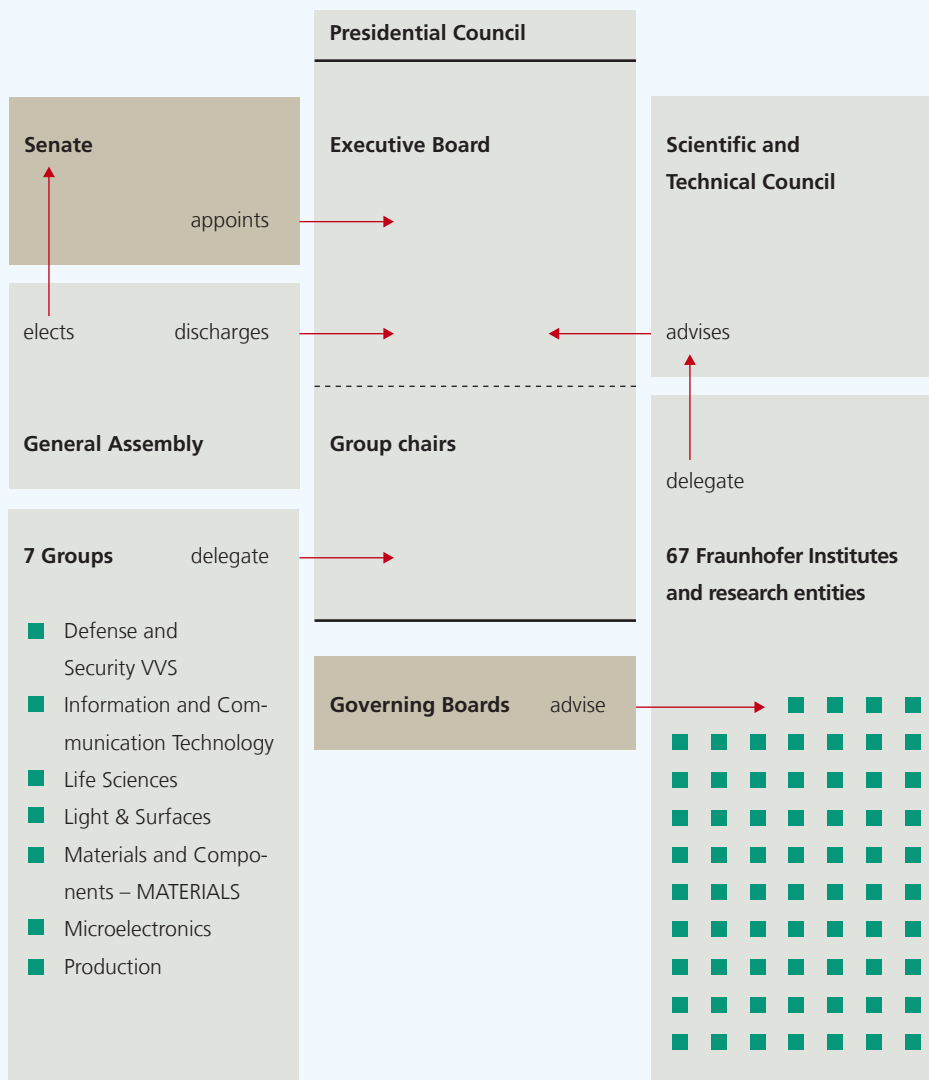 Presidential Council
Senate
appoints
Executive Board
Scientific and
Technical Council
elects
discharges
advises
General Assembly
Group chairs
delegate
7 Groups
delegate
67 Fraunhofer Institutes
and research entities
Defense and
Security VVS
Information and Com-
munication Technology
Life Sciences
Light & Surfaces
Materials and Compo-
nents – MATERIALS
Microelectronics
Production
Governing Boards
advise